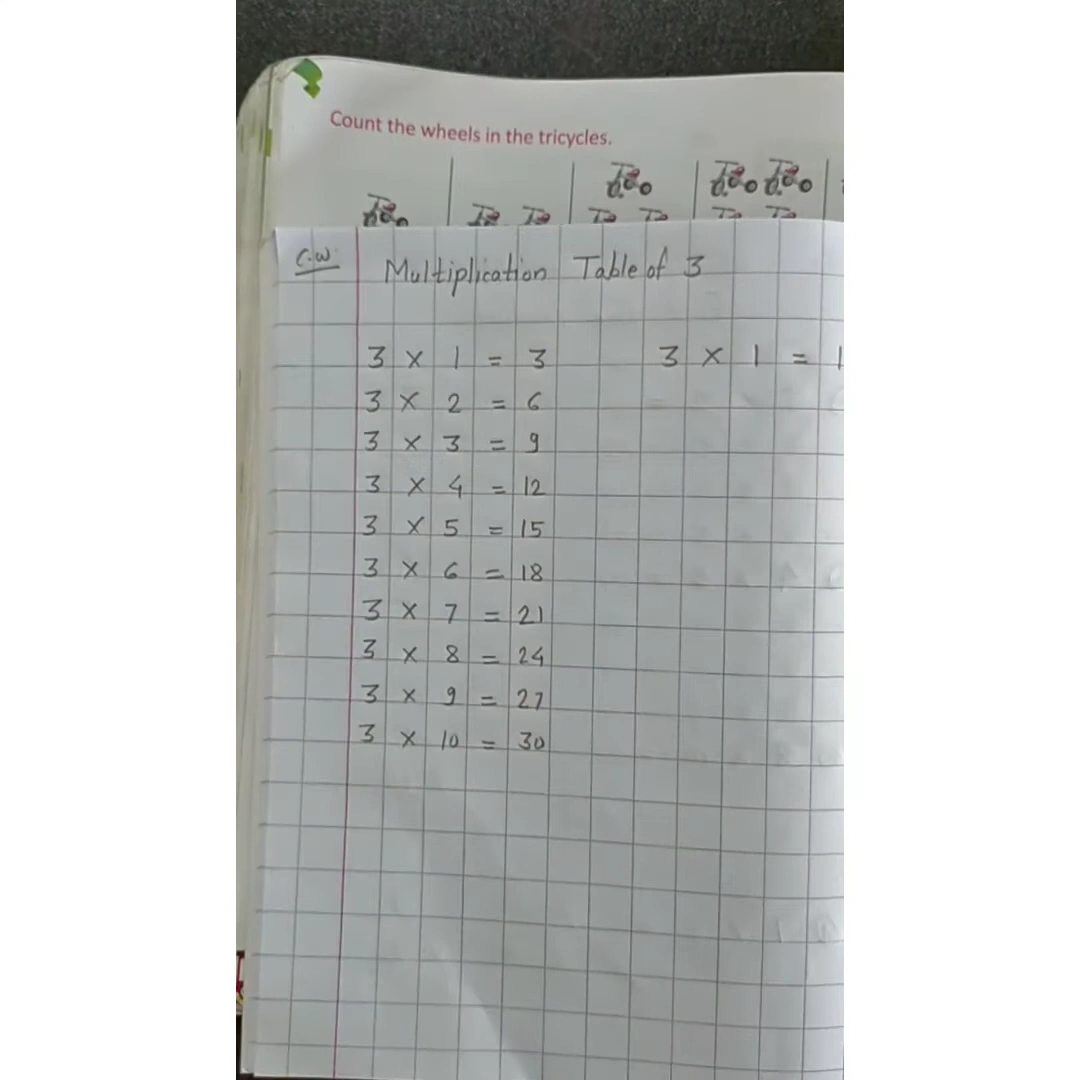 Count the wheels in the tricycles.
C.W.
Multiplication Table of 3
3 × 1 = 3 3 × 1 = 1
3 × 2 = 6
3 × 3 = 9
3 × 4 = 12
3 × 5 = 15
3 × 6 = 18
3 × 7 = 21
3 × 8 = 24
3 × 9 = 27
3 × 10 = 30